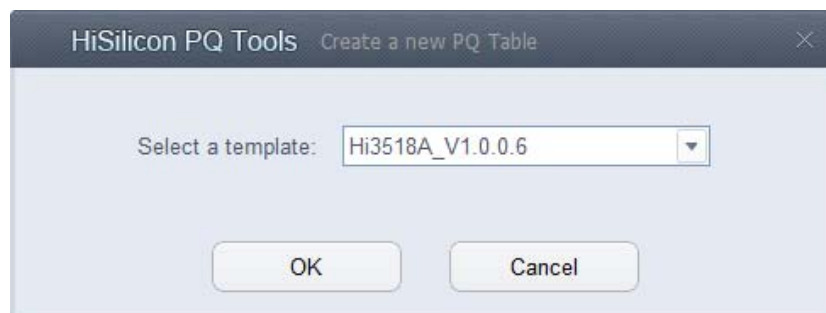 HiSilicon PQ Tools Create a new PQ Table
Select a template: Hi3518A_V1.0.0.6
OK Cancel